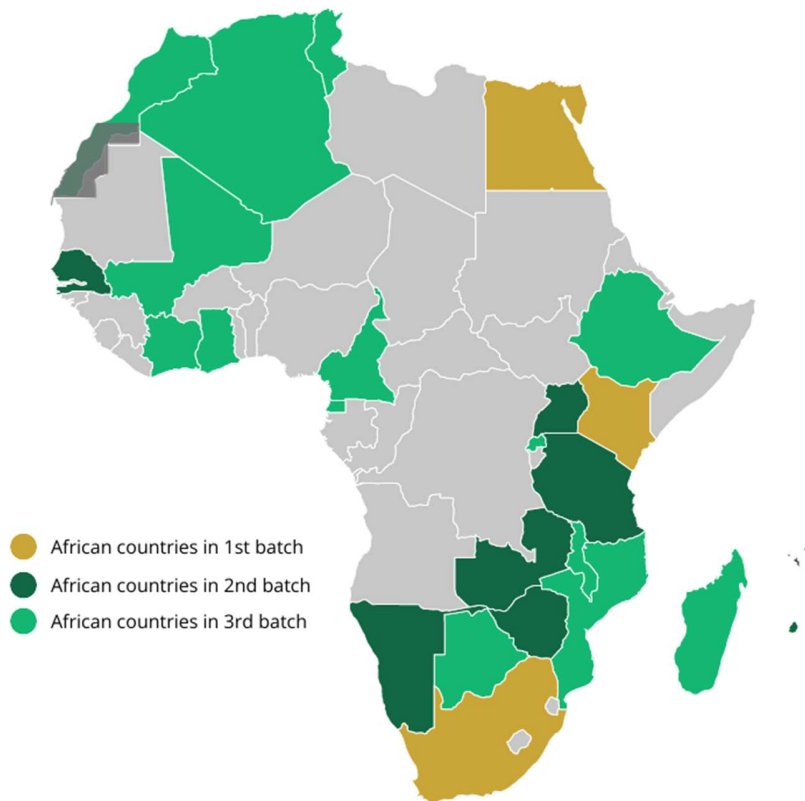 African countries in 1st batch
African countries in 2nd batch
African countries in 3rd batch